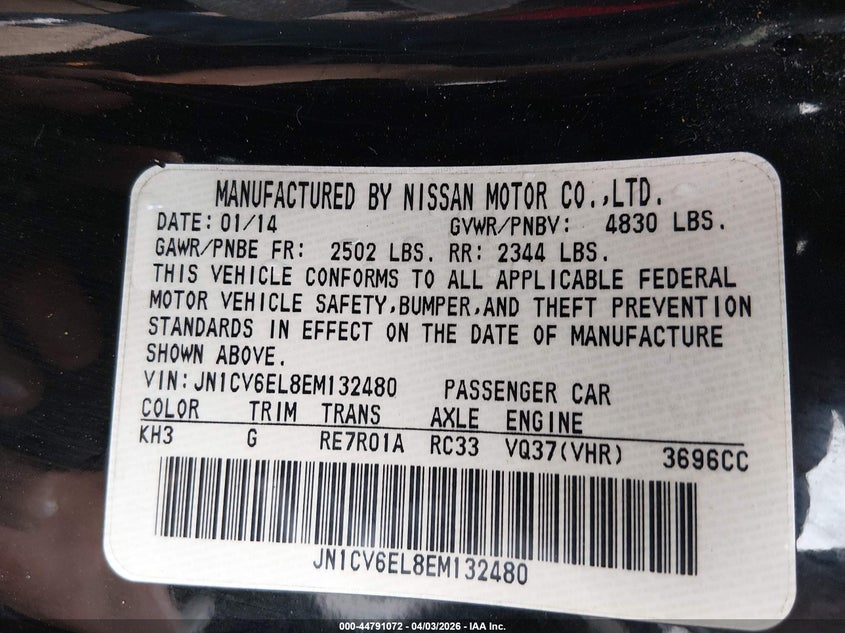 MANUFACTURED BY NISSAN MOTOR CO.,LTD.
DATE: 01/14 GVWR/PNBV: 4830 LBS.
GAWR/PNBE FR: 2502 LBS. RR: 2344 LBS.
THIS VEHICLE CONFORMS TO ALL APPLICABLE FEDERAL
MOTOR VEHICLE SAFETY,BUMPER,AND THEFT PREVENTION
STANDARDS IN EFFECT ON THE DATE OF MANUFACTURE
SHOWN ABOVE.
VIN: JN1CV6EL8EM132480 PASSENGER CAR
COLOR TRIM TRANS AXLE ENGINE
KH3 G RE7R01A RC33 VQ37(VHR) 3696CC
JN1CV6EL8EM132480
000-44791072 - 04/03/2026 - IAA Inc.